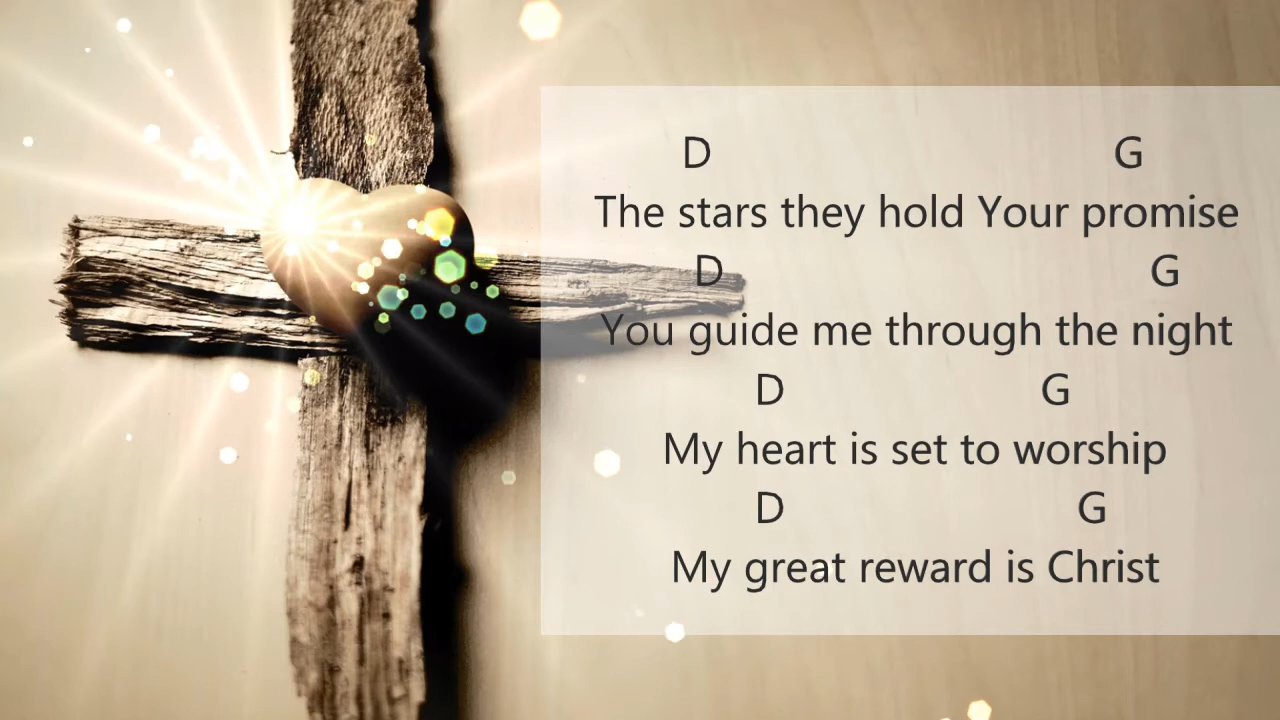 D G
The stars they hold Your promise
D G
You guide me through the night
D G
My heart is set to worship
D G
My great reward is Christ